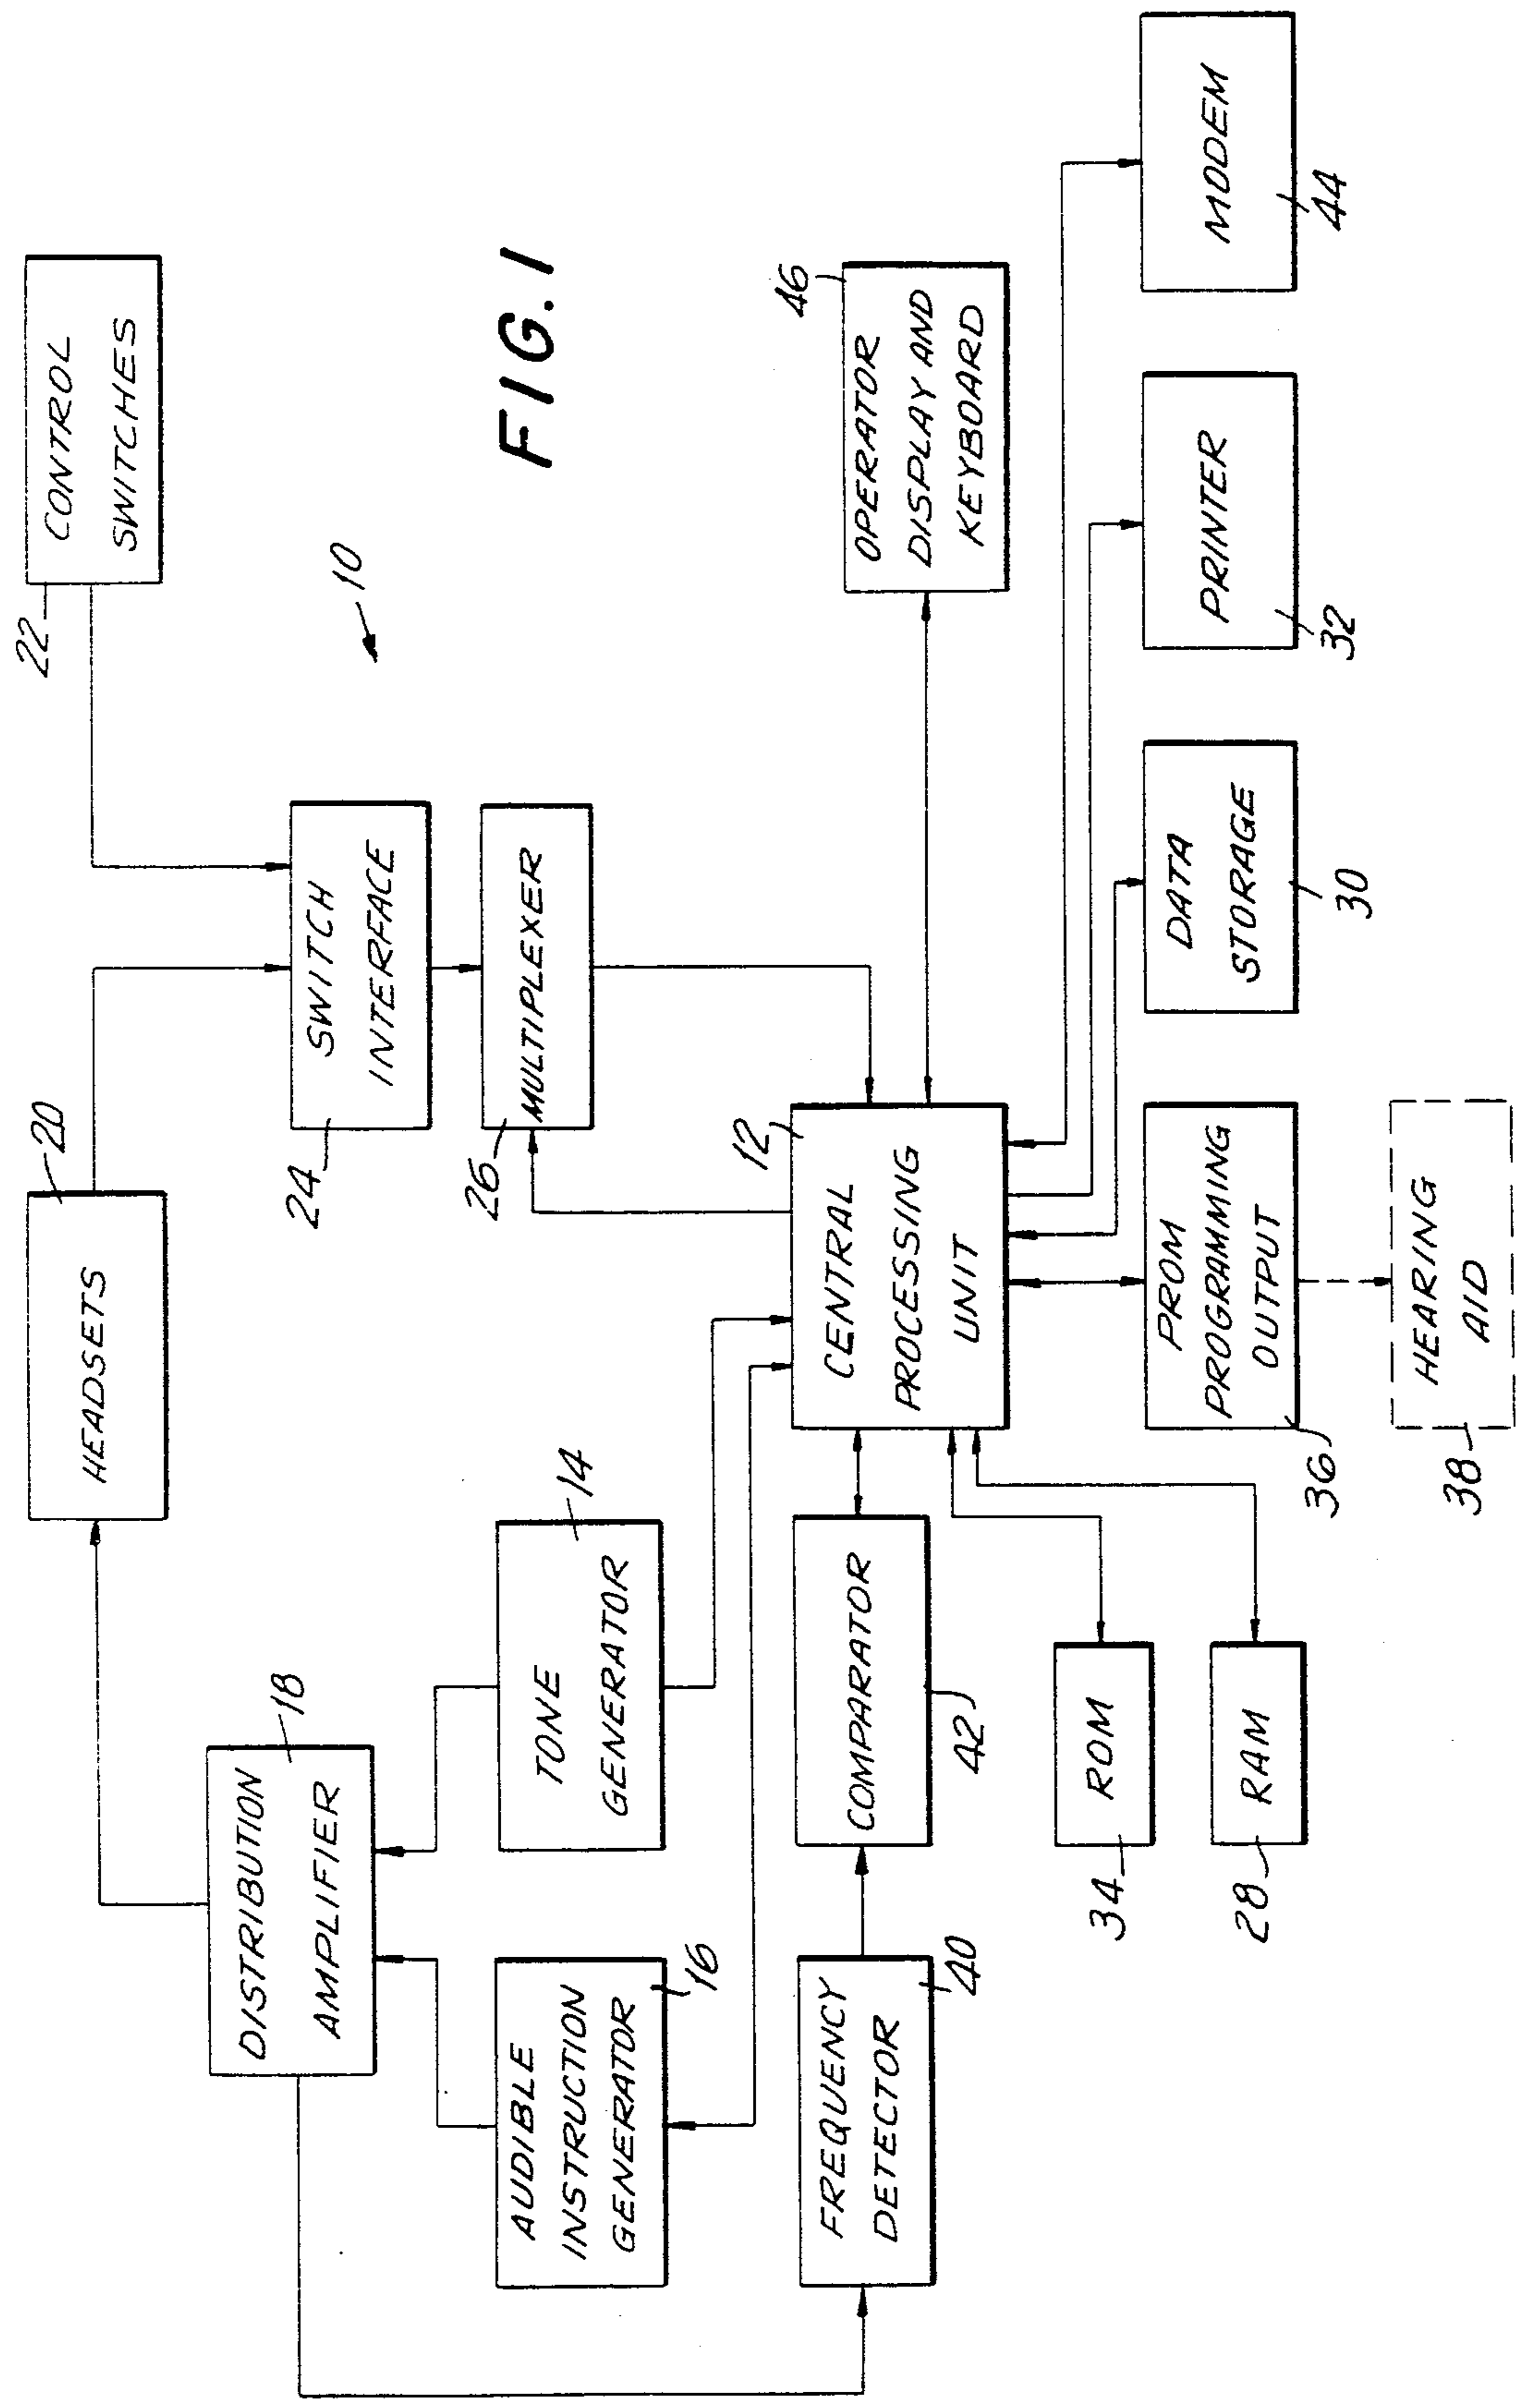 FIG. 1
10
20
HEADSETS
22
CONTROL
SWITCHES
18
DISTRIBUTION
AMPLIFIER
24
SWITCH
INTERFACE
26
MULTIPLEXER
16
AUDIBLE
INSTRUCTION
GENERATOR
14
TONE
GENERATOR
40
FREQUENCY
DETECTOR
42
COMPARATOR
12
CENTRAL
PROCESSING
UNIT
46
OPERATOR
DISPLAY AND
KEYBOARD
34
ROM
28
RAM
36
PROM
PROGRAMMING
OUTPUT
30
DATA
STORAGE
32
PRINTER
44
MODEM
38
HEARING
AID